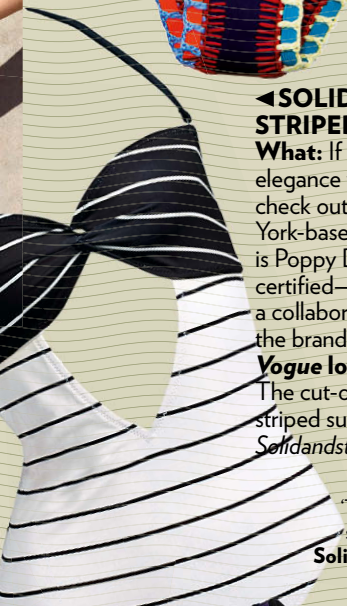 ◄SOLID
STRIPED
What: If
elegance
check out
York-based
is Poppy D
certified—
a collabor
the brand
Vogue lo
The cut-o
striped su
Solidandst
Soli